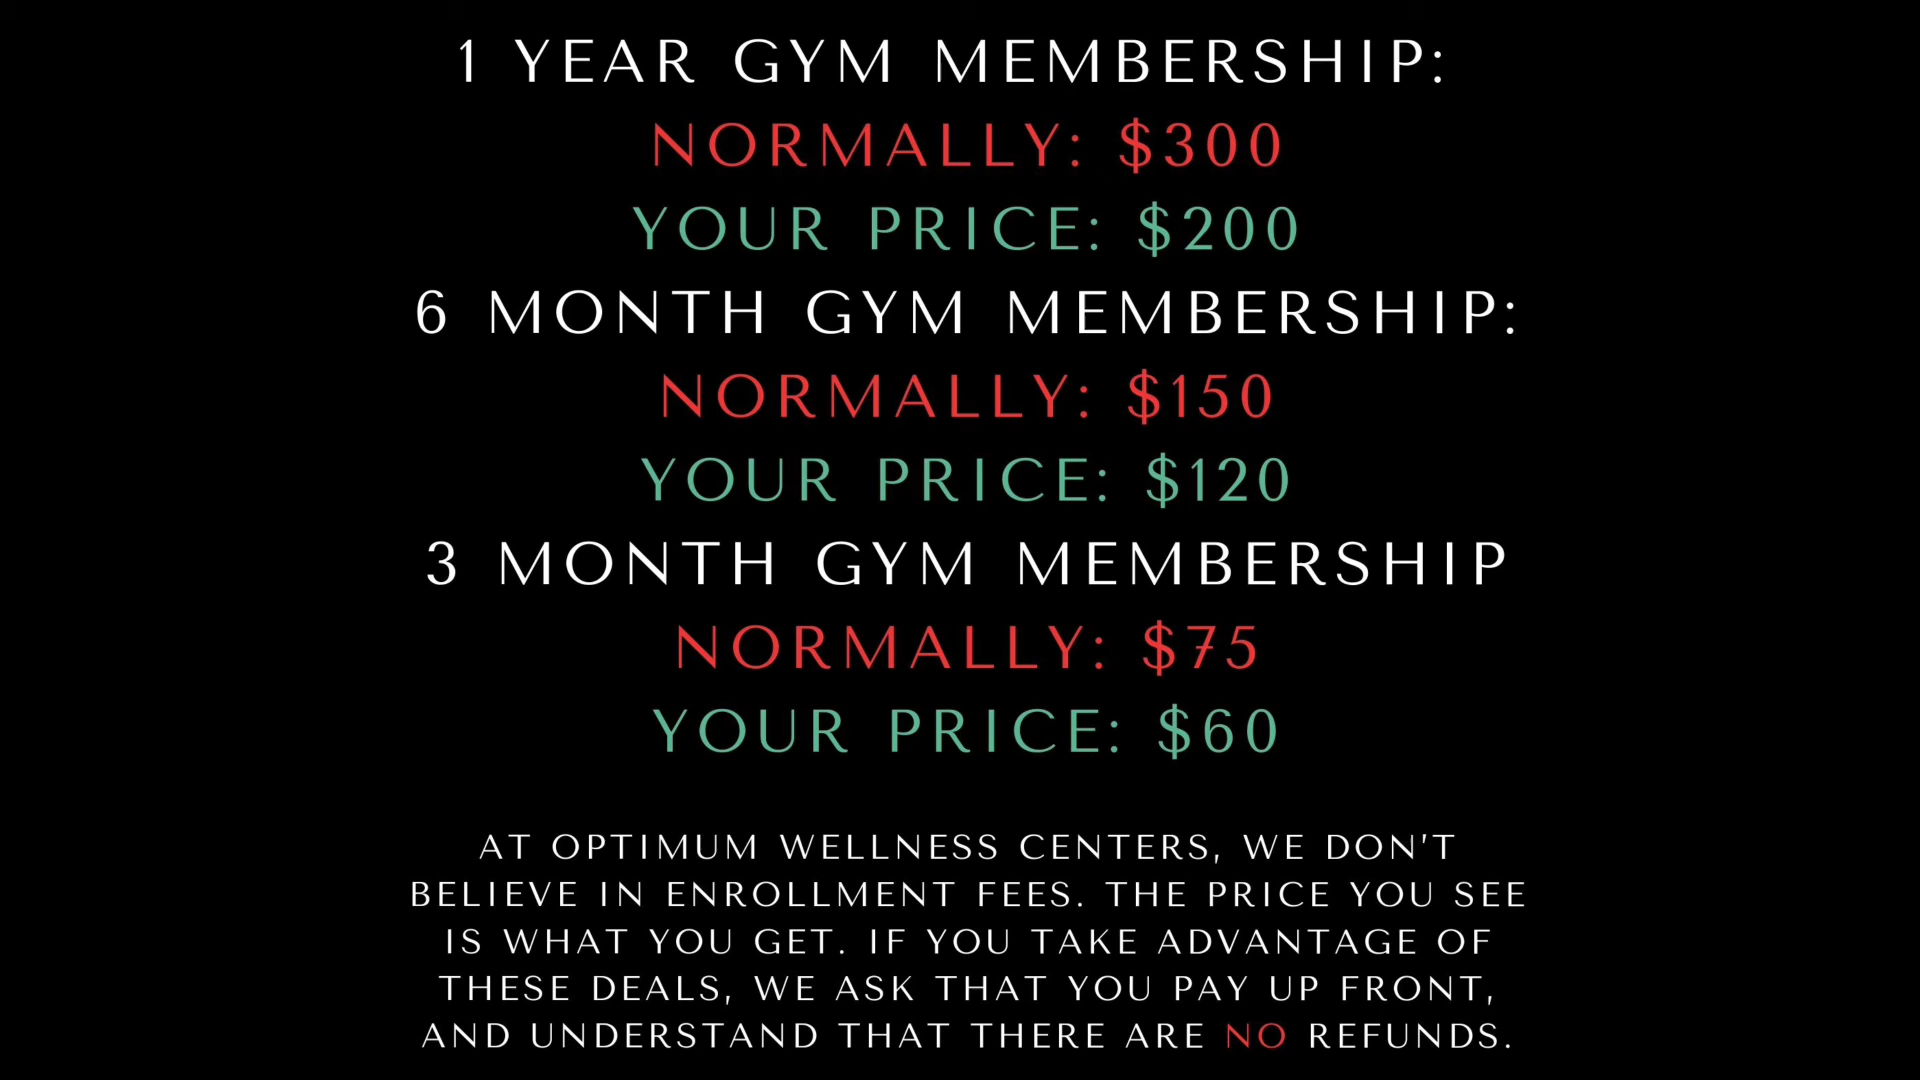 1 YEAR GYM MEMBERSHIP:
NORMALLY: $300
YOUR PRICE: $200
6 MONTH GYM MEMBERSHIP:
NORMALLY: $150
YOUR PRICE: $120
3 MONTH GYM MEMBERSHIP
NORMALLY: $75
YOUR PRICE: $60
AT OPTIMUM WELLNESS CENTERS, WE DON'T
BELIEVE IN ENROLLMENT FEES. THE PRICE YOU SEE
IS WHAT YOU GET. IF YOU TAKE ADVANTAGE OF
THESE DEALS, WE ASK THAT YOU PAY UP FRONT,
AND UNDERSTAND THAT THERE ARE NO REFUNDS.